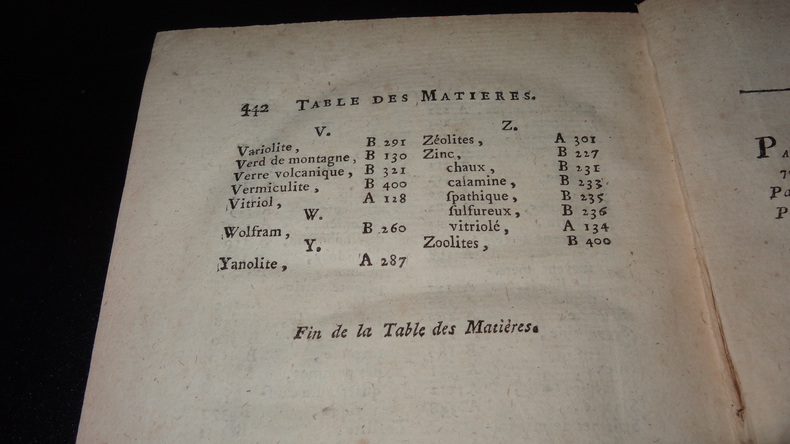 442 TABLE DES MATIERES.
V.
Variolite, B 291
Verd de montagne, B 130
Verre volcanique, B 321
Vermiculite, B 400
Vitriol, A 128
W.
Wolfram, B 260
Y.
Yanolite, A 287
Z.
Zéolites, A 301
Zinc, B 227
chaux, B 231
calamine, B 233
ſpathique, B 235
ſulfureux, B 236
vitriolé, A 134
Zoolites, B 400
Fin de la Table des Matières.